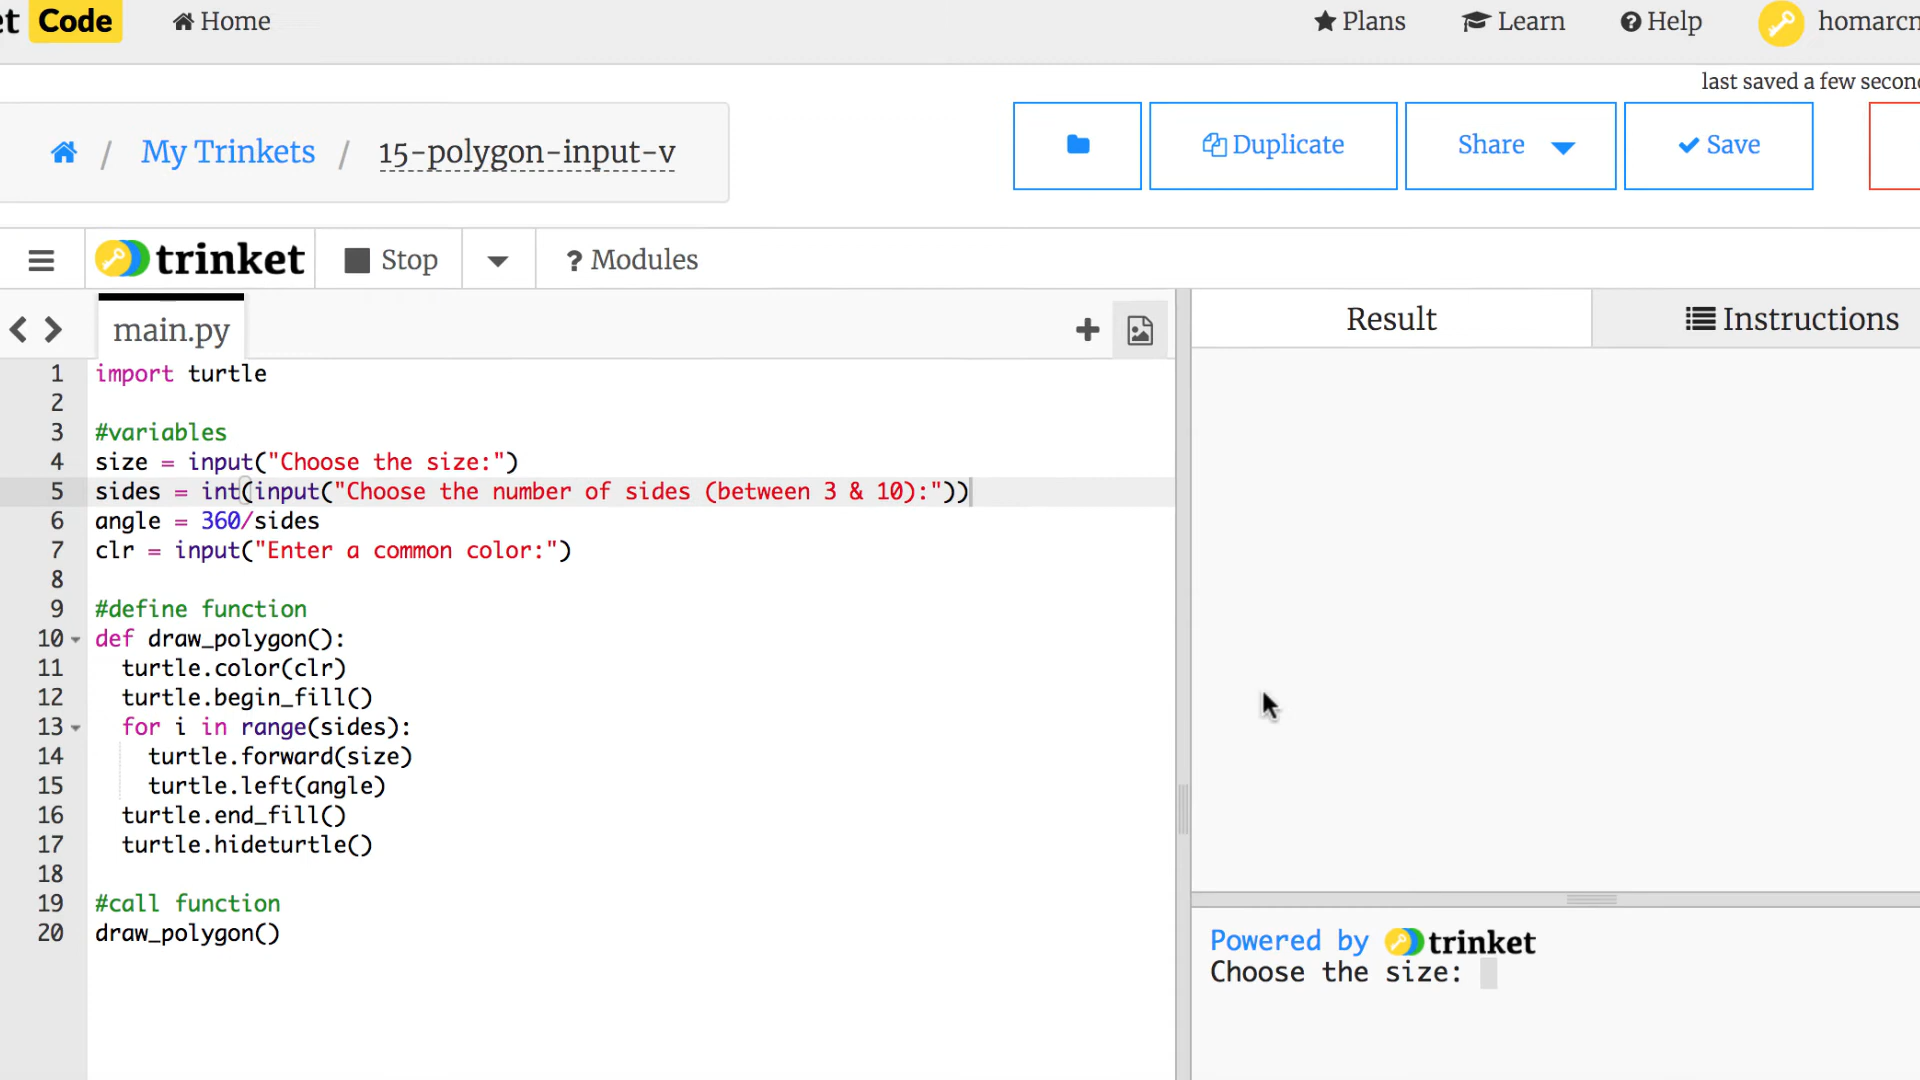 et Code Home Plans Learn Help homarcn
last saved a few secon
/ My Trinkets / 15-polygon-input-v Duplicate Share Save
trinket Stop ? Modules
main.py
Result Instructions
1 import turtle
2
3 #variables
4 size = input("Choose the size:")
5 sides = int(input("Choose the number of sides (between 3 & 10):"))
6 angle = 360/sides
7 clr = input("Enter a common color:")
8
9 #define function
10 def draw_polygon():
11 turtle.color(clr)
12 turtle.begin_fill()
13 for i in range(sides):
14 turtle.forward(size)
15 turtle.left(angle)
16 turtle.end_fill()
17 turtle.hideturtle()
18
19 #call function
20 draw_polygon()
Powered by trinket
Choose the size: